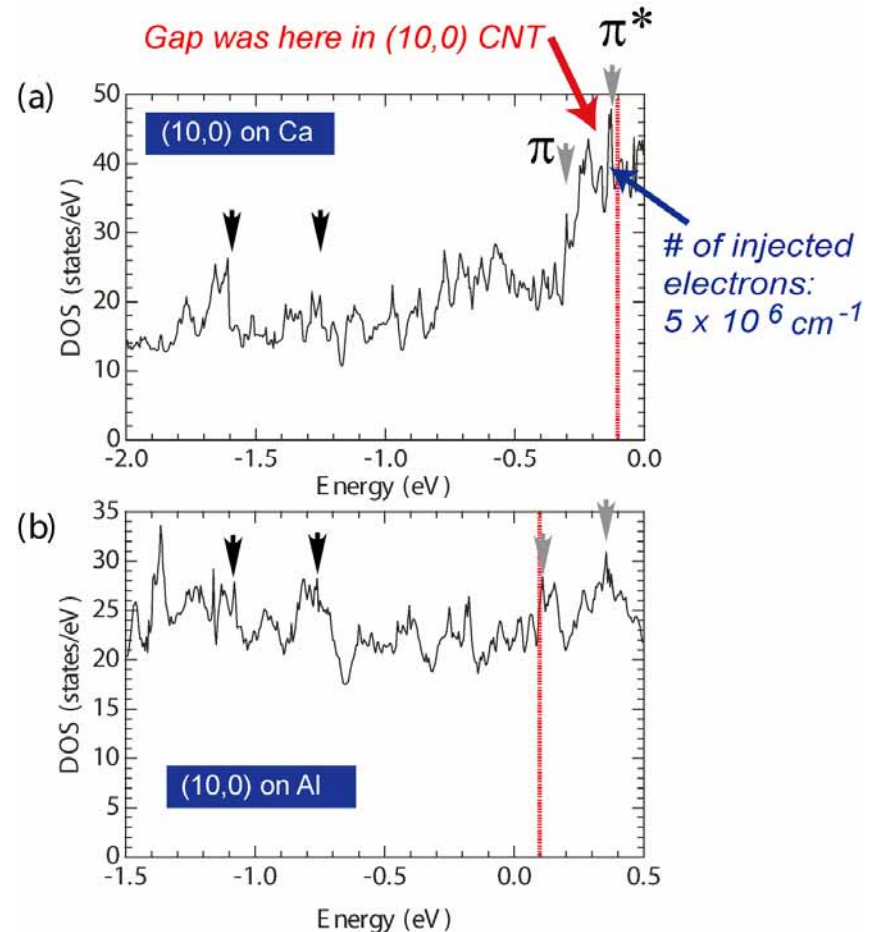 Gap was here in (10,0) CNT
π*
(a)
50
(10,0) on Ca
40
π
30
# of injected
electrons:
5 x 10 6 cm-1
20
10
0
DOS (states/eV)
-2.0 -1.5 -1.0 -0.5 0.0
Energy (eV)
(b)
35
30
25
20
15
10
5
0
DOS (states/eV)
(10,0) on Al
-1.5 -1.0 -0.5 0.0 0.5
Energy (eV)